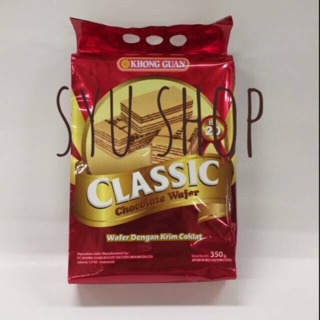 KHONG GUAN
SYU SHOP
20
CLASSIC
Chocolate Wafer
Wafer Dengan Krim Coklat
350g